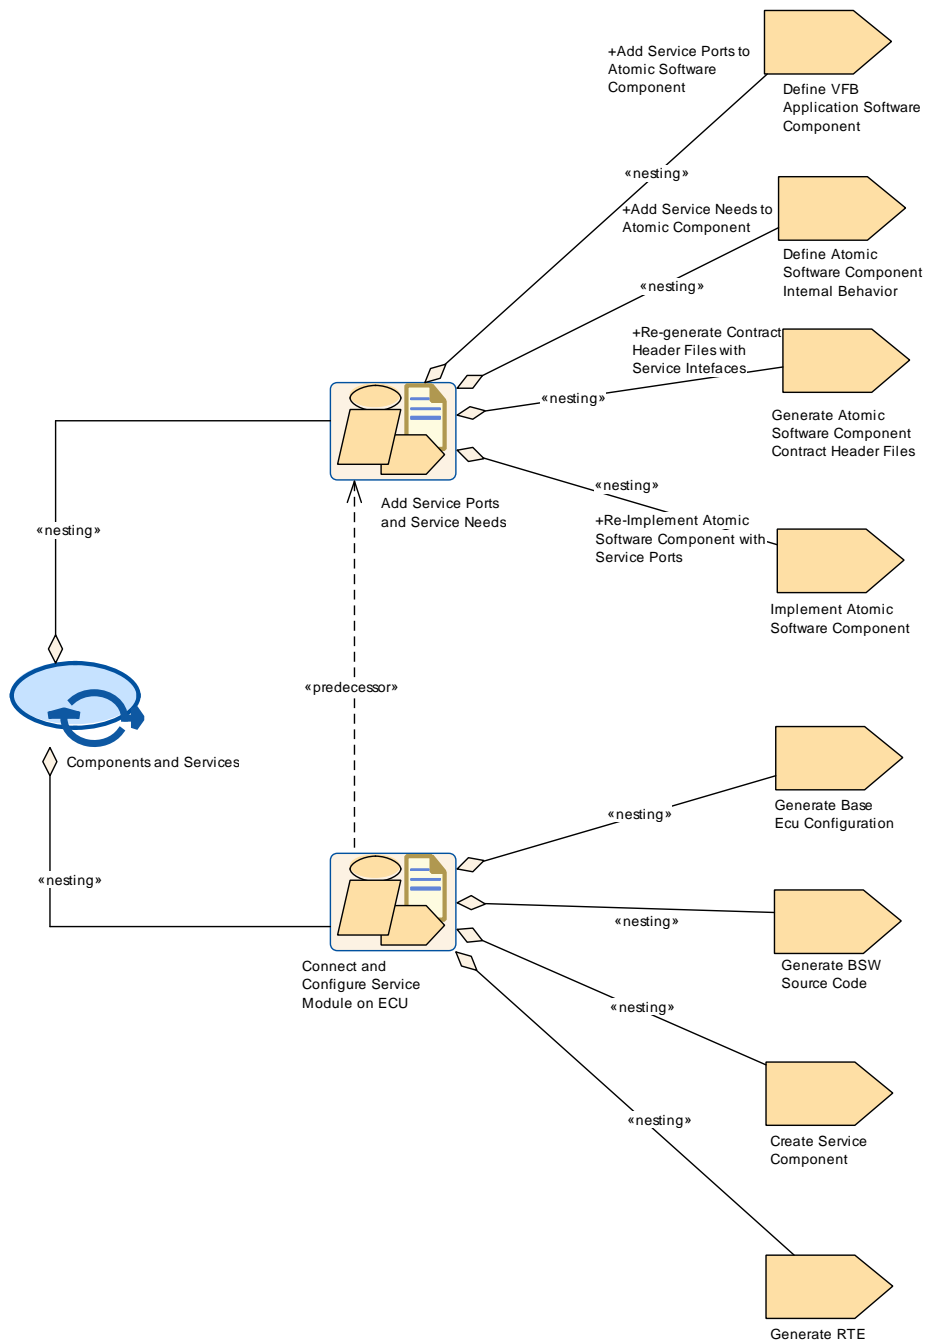 +Add Service Ports to
Atomic Software
Component
Define VFB
Application Software
Component
«nesting»
+Add Service Needs to
Atomic Component
Define Atomic
Software Component
Internal Behavior
«nesting»
+Re-generate Contract
Header Files with
Service Intefaces
«nesting»
Generate Atomic
Software Component
Contract Header Files
«nesting»
Add Service Ports
and Service Needs
+Re-Implement Atomic
Software Component with
Service Ports
«nesting»
Implement Atomic
Software Component
«predecessor»
Components and Services
Generate Base
Ecu Configuration
«nesting»
«nesting»
«nesting»
Generate BSW
Source Code
Connect and
Configure Service
Module on ECU
«nesting»
«nesting»
Create Service
Component
Generate RTE